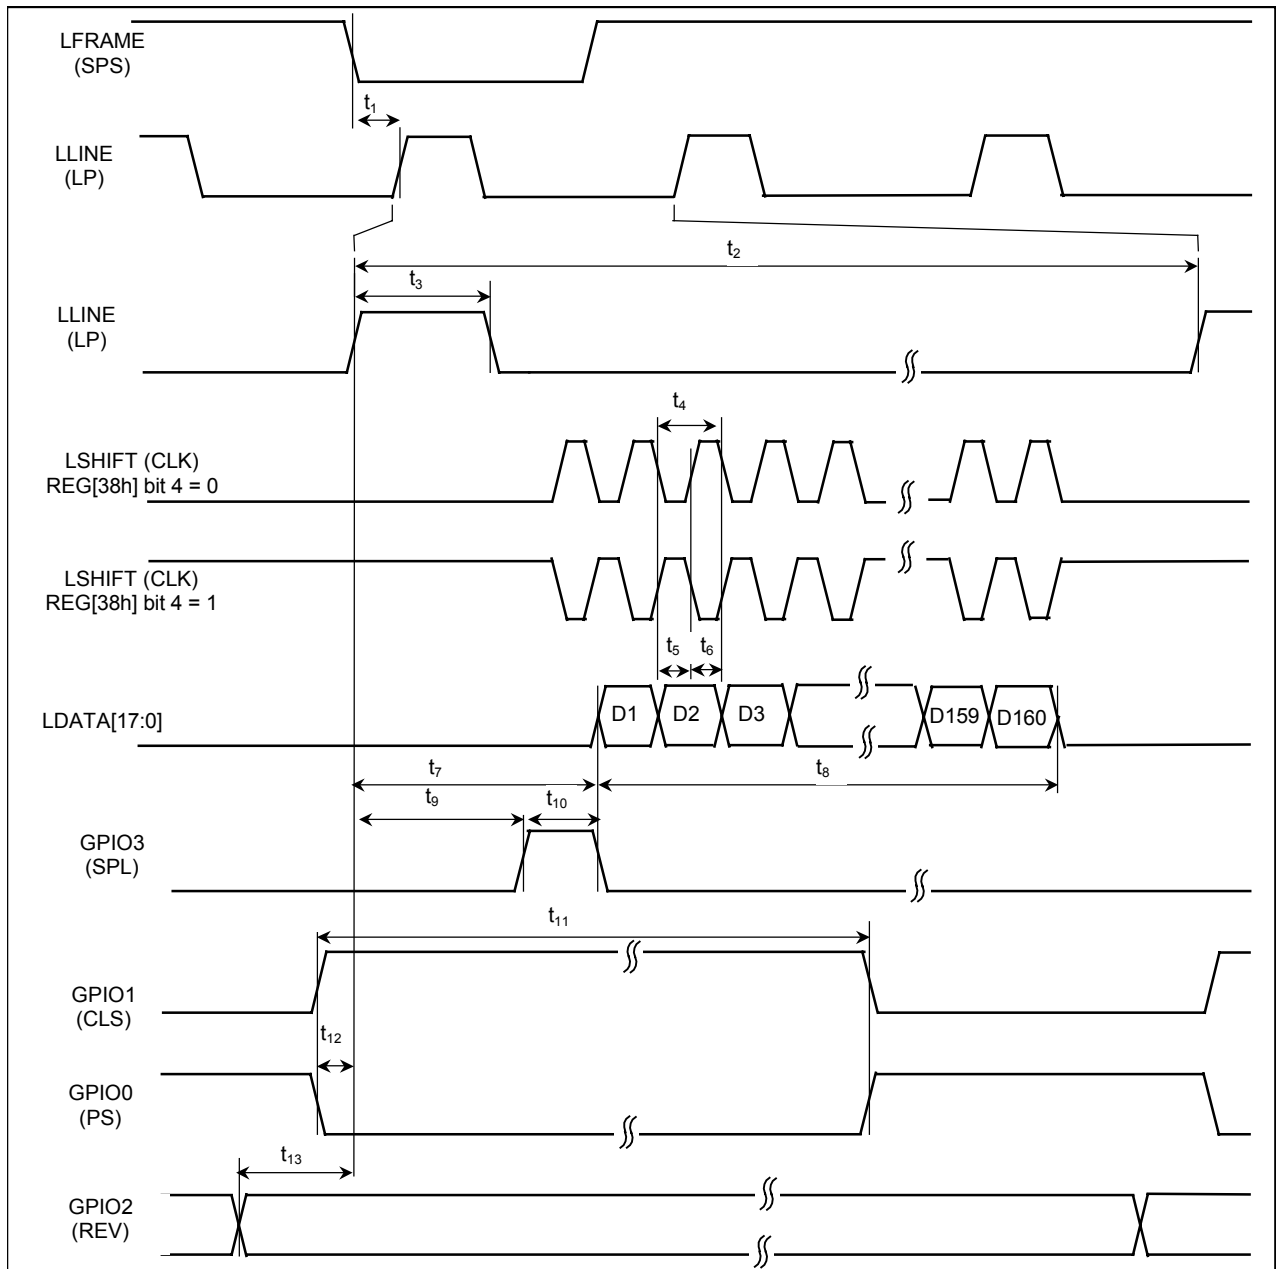 LFRAME
(SPS)
t1
LLINE
(LP)
t2
t3
LLINE
(LP)
t4
LSHIFT (CLK)
REG[38h] bit 4 = 0
LSHIFT (CLK)
REG[38h] bit 4 = 1
t5 t6
LDATA[17:0]
D1 D2 D3 D159 D160
t7 t8
t9 t10
GPIO3
(SPL)
t11
GPIO1
(CLS)
t12
GPIO0
(PS)
t13
GPIO2
(REV)